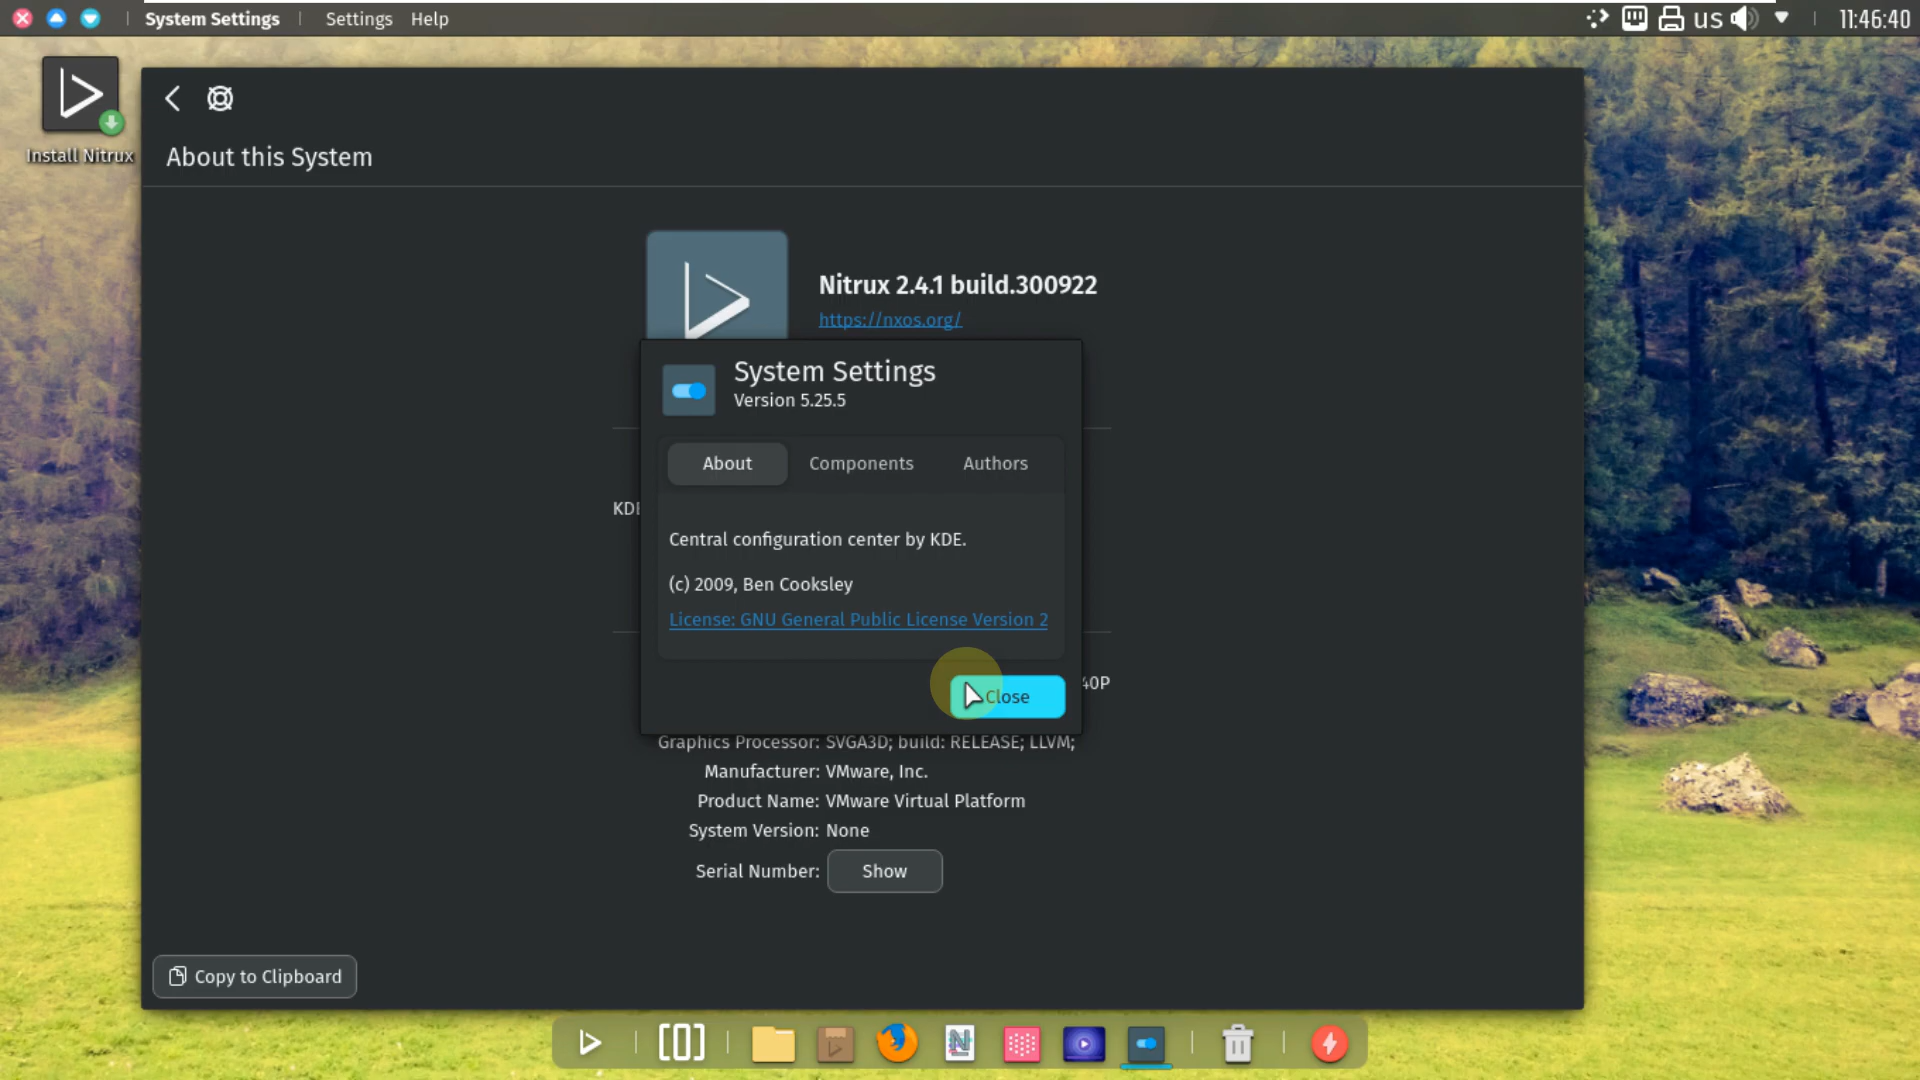 System Settings
Settings
Help
us
11:46:40
Install Nitrux
About this System
Nitrux 2.4.1 build.300922
https://nxos.org/
System Settings
Version 5.25.5
About
Components
Authors
KDE
Central configuration center by KDE.
(c) 2009, Ben Cooksley
License: GNU General Public License Version 2
Close
40P
Graphics Processor: SVGA3D; build: RELEASE; LLVM;
Manufacturer: VMware, Inc.
Product Name: VMware Virtual Platform
System Version: None
Serial Number: Show
Copy to Clipboard